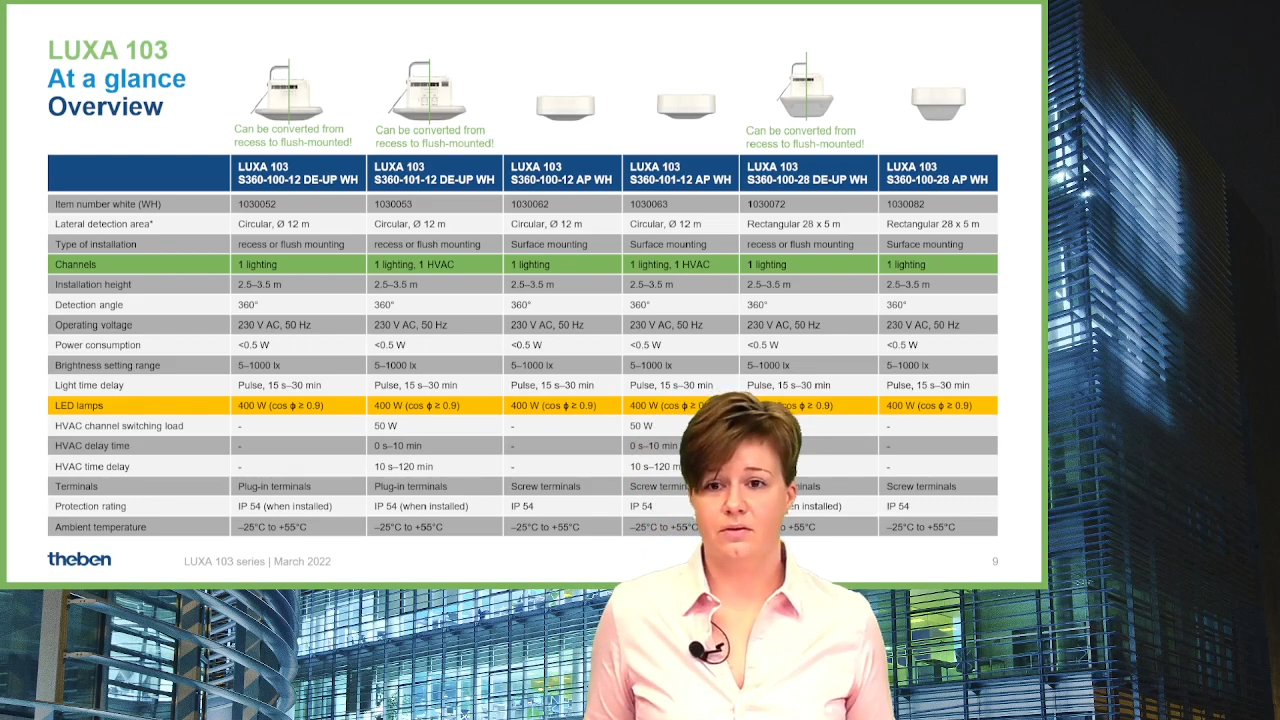 LUXA 103
At a glance
Overview
Can be converted from
recess to flush-mounted!
Can be converted from
recess to flush-mounted!
Can be converted from
recess to flush-mounted!
LUXA 103 S360-100-12 DE-UP WH LUXA 103 S360-101-12 DE-UP WH LUXA 103 S360-100-12 AP WH LUXA 103 S360-101-12 AP WH LUXA 103 S360-100-28 DE-UP WH LUXA 103 S360-100-28 AP WH
Item number white (WH) 1030052 1030053 1030062 1030063 1030072 1030082
Lateral detection area* Circular, Ø 12 m Circular, Ø 12 m Circular, Ø 12 m Circular, Ø 12 m Rectangular 28 x 5 m Rectangular 28 x 5 m
Type of installation recess or flush mounting recess or flush mounting Surface mounting Surface mounting recess or flush mounting Surface mounting
Channels 1 lighting 1 lighting, 1 HVAC 1 lighting 1 lighting, 1 HVAC 1 lighting 1 lighting
Installation height 2.5–3.5 m 2.5–3.5 m 2.5–3.5 m 2.5–3.5 m 2.5–3.5 m 2.5–3.5 m
Detection angle 360° 360° 360° 360° 360° 360°
Operating voltage 230 V AC, 50 Hz 230 V AC, 50 Hz 230 V AC, 50 Hz 230 V AC, 50 Hz 230 V AC, 50 Hz 230 V AC, 50 Hz
Power consumption <0.5 W <0.5 W <0.5 W <0.5 W <0.5 W <0.5 W
Brightness setting range 5–1000 lx 5–1000 lx 5–1000 lx 5–1000 lx 5–1000 lx 5–1000 lx
Light time delay Pulse, 15 s–30 min Pulse, 15 s–30 min Pulse, 15 s–30 min Pulse, 15 s–30 min Pulse, 15 s–30 min Pulse, 15 s–30 min
LED lamps 400 W (cos ϕ ≥ 0.9) 400 W (cos ϕ ≥ 0.9) 400 W (cos ϕ ≥ 0.9) 400 W (cos ϕ ≥ ϕ ≥ 0.9) 400 W (cos ϕ ≥ 0.9)
HVAC channel switching load - 50 W - 50 W -
HVAC delay time - 0 s–10 min - 0 s–10 min -
HVAC time delay - 10 s–120 min - 10 s–120 -
Terminals Plug-in terminals Plug-in terminals Screw terminals Screw Screw terminals
Protection rating IP 54 (when installed) IP 54 (when installed) IP 54 IP 54 installed) IP 54
Ambient temperature –25°C to +55°C –25°C to +55°C –25°C to +55°C –25°C to +55°C to +55°C –25°C to +55°C
theben
LUXA 103 series | March 2022
9